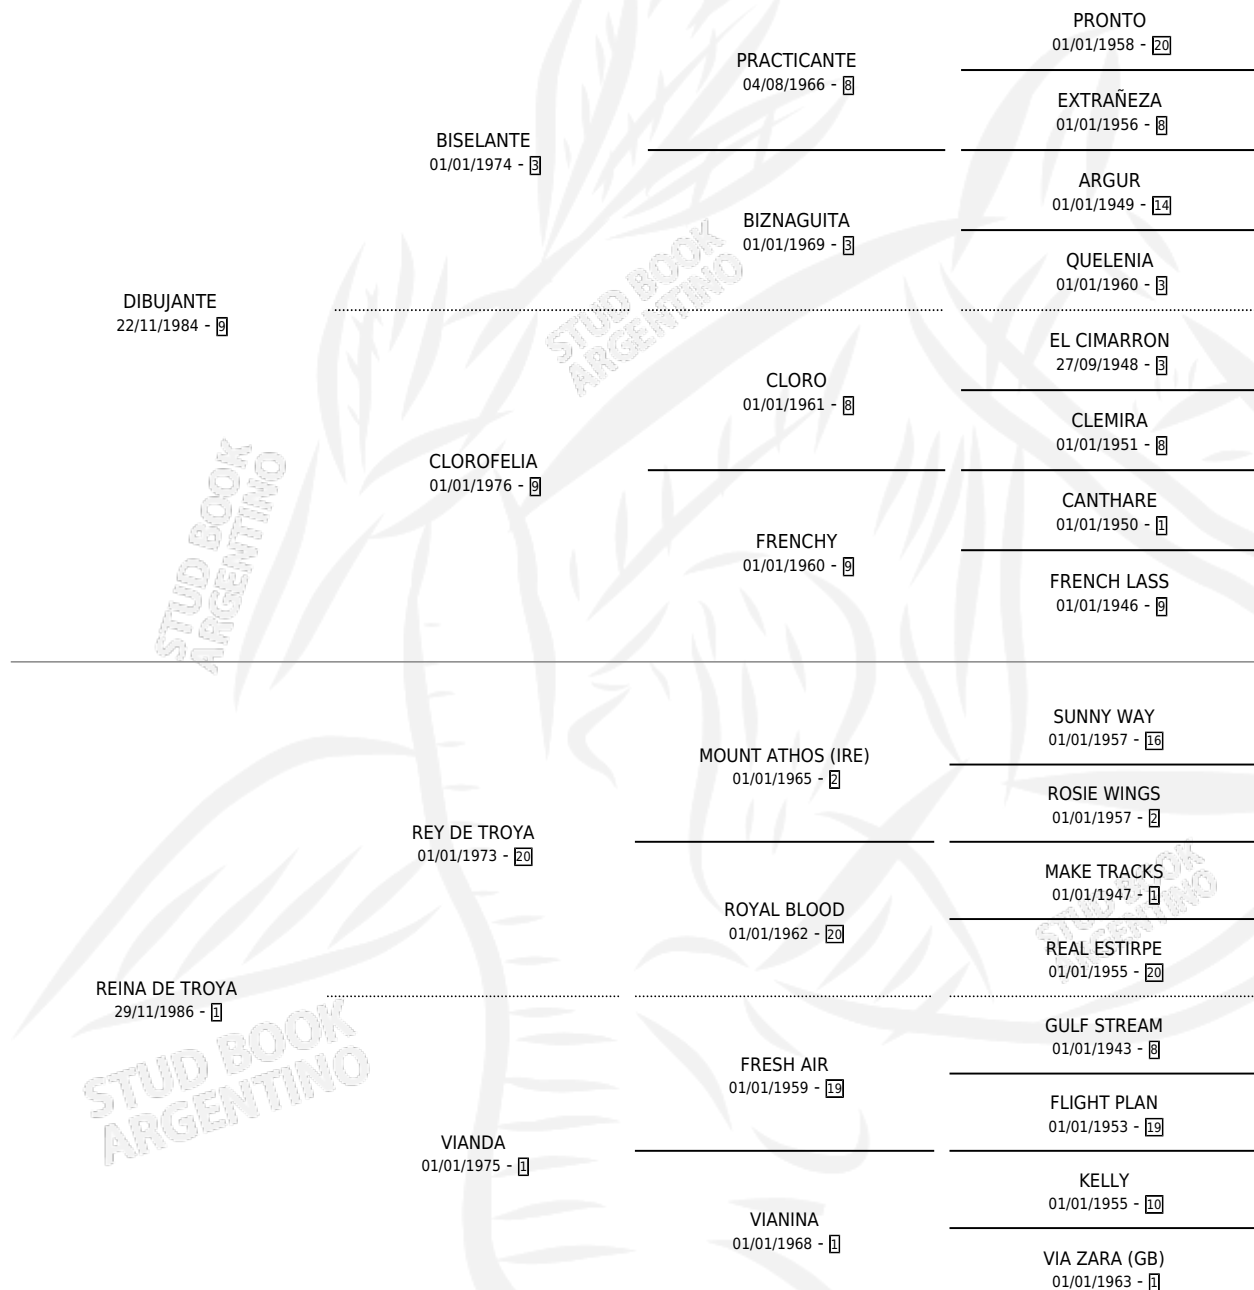 PRONTO
01/01/1958 - 20
PRACTICANTE
04/08/1966 - 8
EXTRAÑEZA
01/01/1956 - 8
BISELANTE
01/01/1974 - 3
ARGUR
01/01/1949 - 14
BIZNAGUITA
01/01/1969 - 3
QUELENIA
01/01/1960 - 3
DIBUJANTE
22/11/1984 - 9
EL CIMARRON
27/09/1948 - 3
CLORO
01/01/1961 - 8
CLEMIRA
01/01/1951 - 8
CLOROFELIA
01/01/1976 - 9
CANTHARE
01/01/1950 - 1
FRENCHY
01/01/1960 - 9
FRENCH LASS
01/01/1946 - 9
SUNNY WAY
01/01/1957 - 16
MOUNT ATHOS (IRE)
01/01/1965 - 2
ROSIE WINGS
01/01/1957 - 2
REY DE TROYA
01/01/1973 - 20
MAKE TRACKS
01/01/1947 - 1
ROYAL BLOOD
01/01/1962 - 20
REAL ESTIRPE
01/01/1955 - 20
REINA DE TROYA
29/11/1986 - 1
GULF STREAM
01/01/1943 - 8
FRESH AIR
01/01/1959 - 19
FLIGHT PLAN
01/01/1953 - 19
VIANDA
01/01/1975 - 1
KELLY
01/01/1955 - 10
VIANINA
01/01/1968 - 1
VIA ZARA (GB)
01/01/1963 - 1
STUD BOOK
ARGENTINO
STUD BOOK
ARGENTINO
STUD BOOK
ARGENTINO
STUD BOOK
ARGENTINO